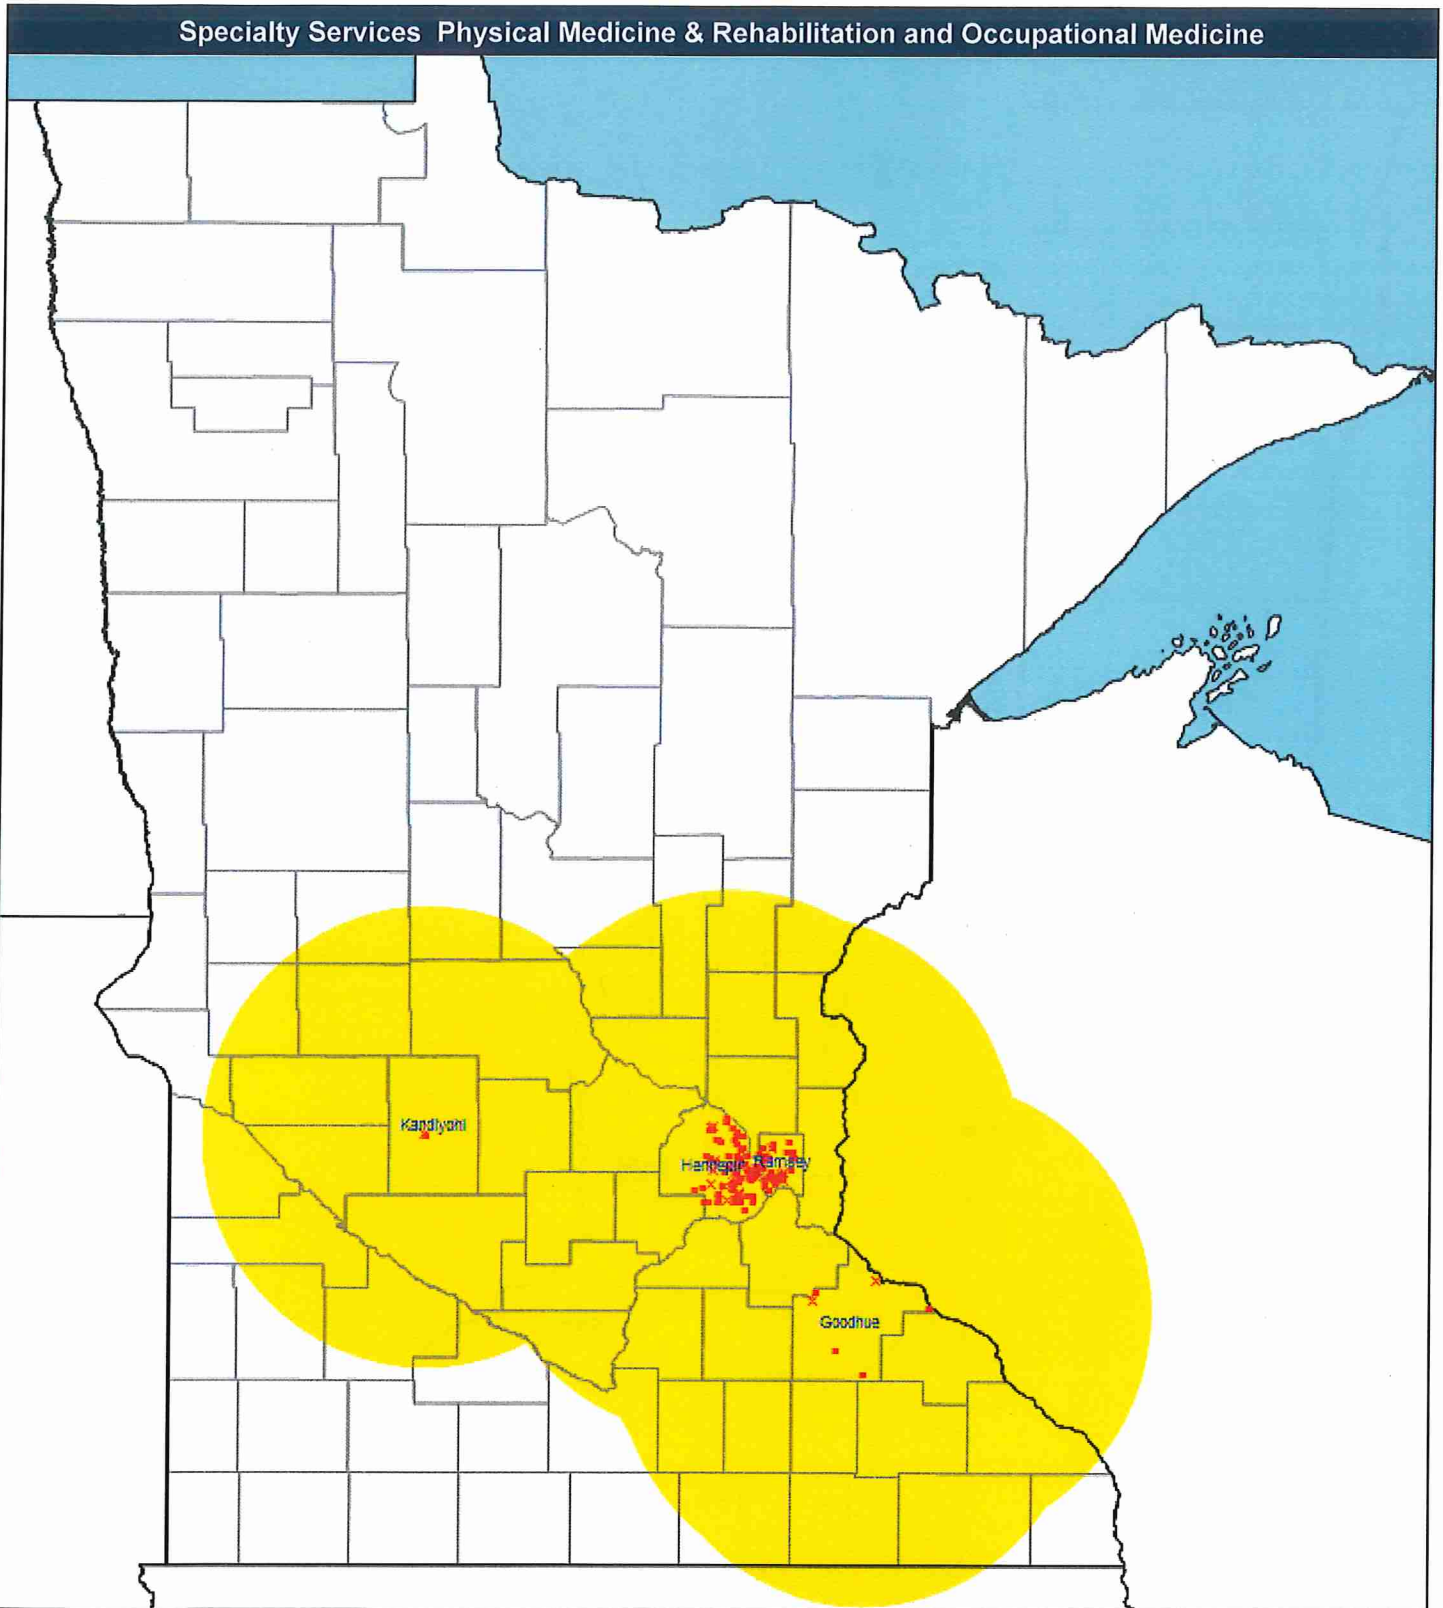 Specialty Services Physical Medicine & Rehabilitation and Occupational Medicine
Kandiyohi
Hennepin
Ramsey
Goodhue